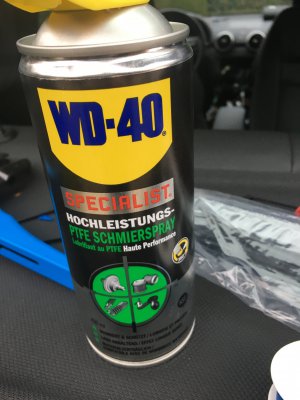 WD-40®
SPECIALIST
HOCHLEISTUNGS-
PTFE SCHMIERSPRAY
Lubrifiant au PTFE Haute Performance